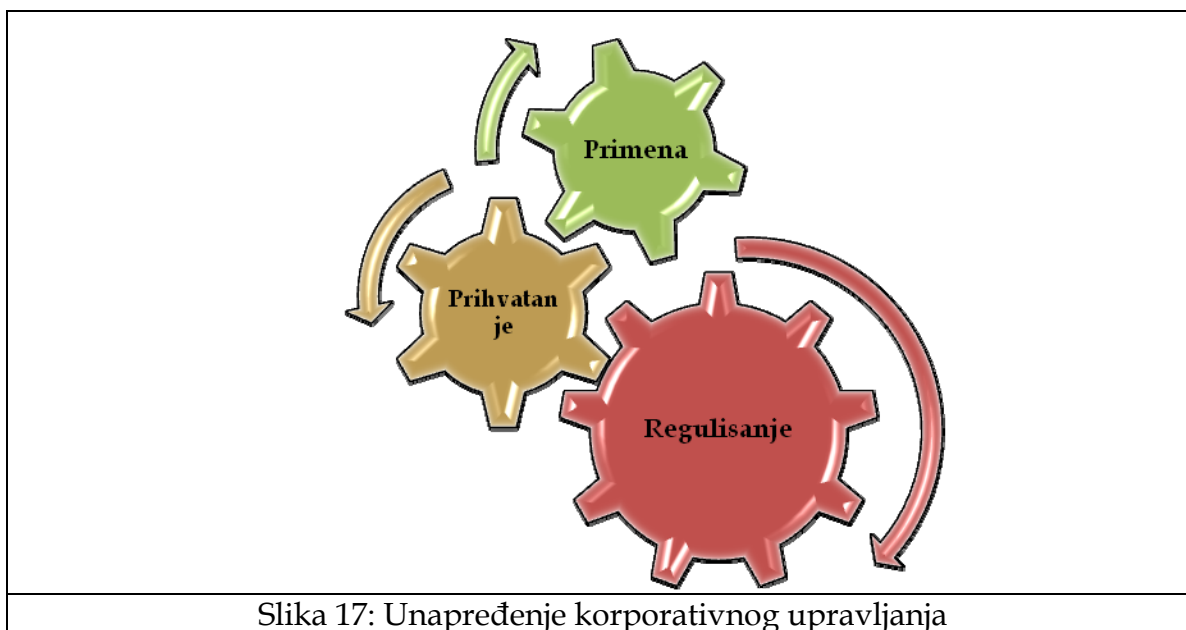 Primena
Prihvatan
je
Regulisanje
Slika 17: Unapređenje korporativnog upravljanja